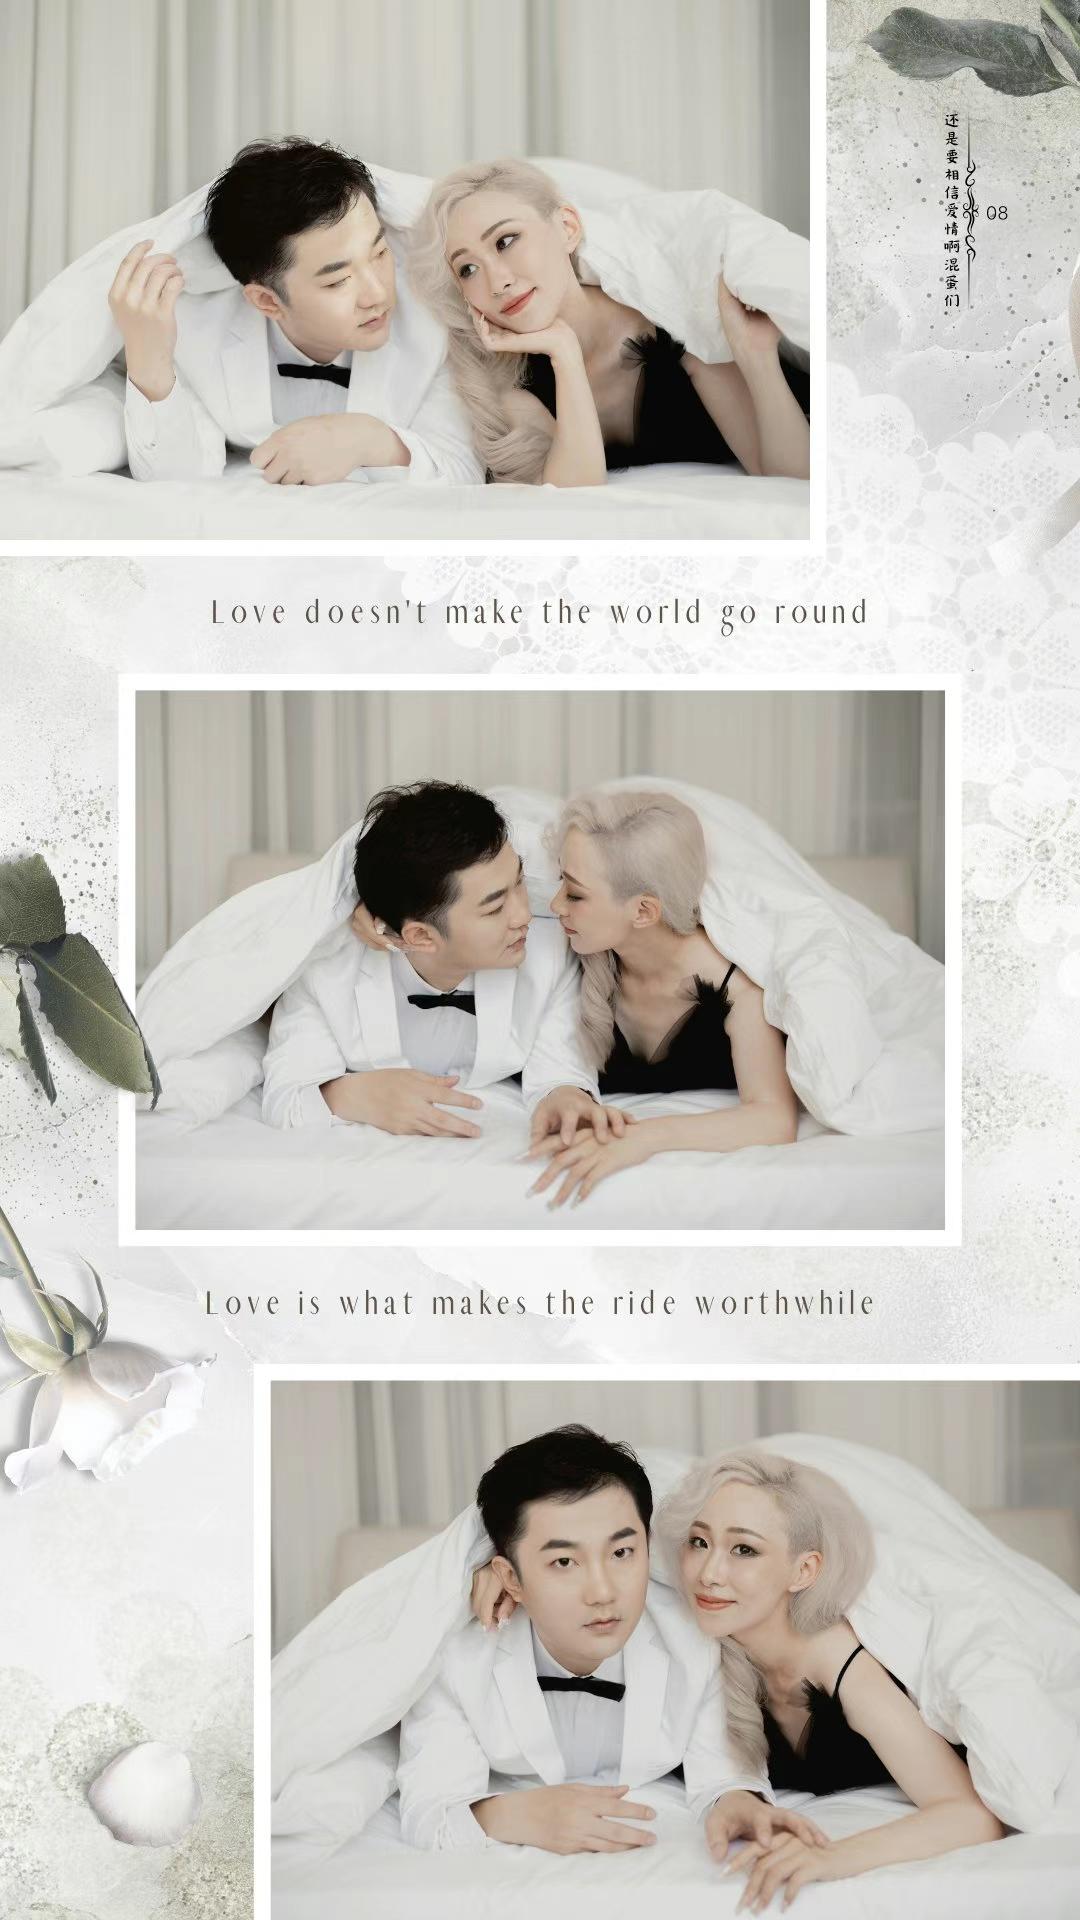 还是要相信爱情啊混蛋们
08
Love doesn't make the world go round
Love is what makes the ride worthwhile